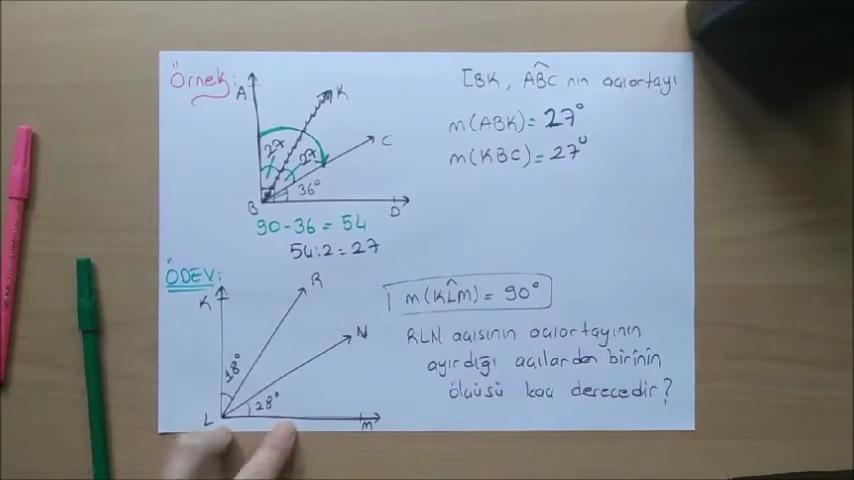 Örnek:
A
K
C
27
27
36°
B
D
90-36=54
54:2=27
[BK, ABC nın açıortayı
m(ABK)=27°
m(KBC)=27°
ÖDEV:
K
R
N
18°
28°
L
M
m(KLM)=90°
RLN açısının açıortayının
ayırdığı açılardan birinin
ölçüsü kaç derecedir?